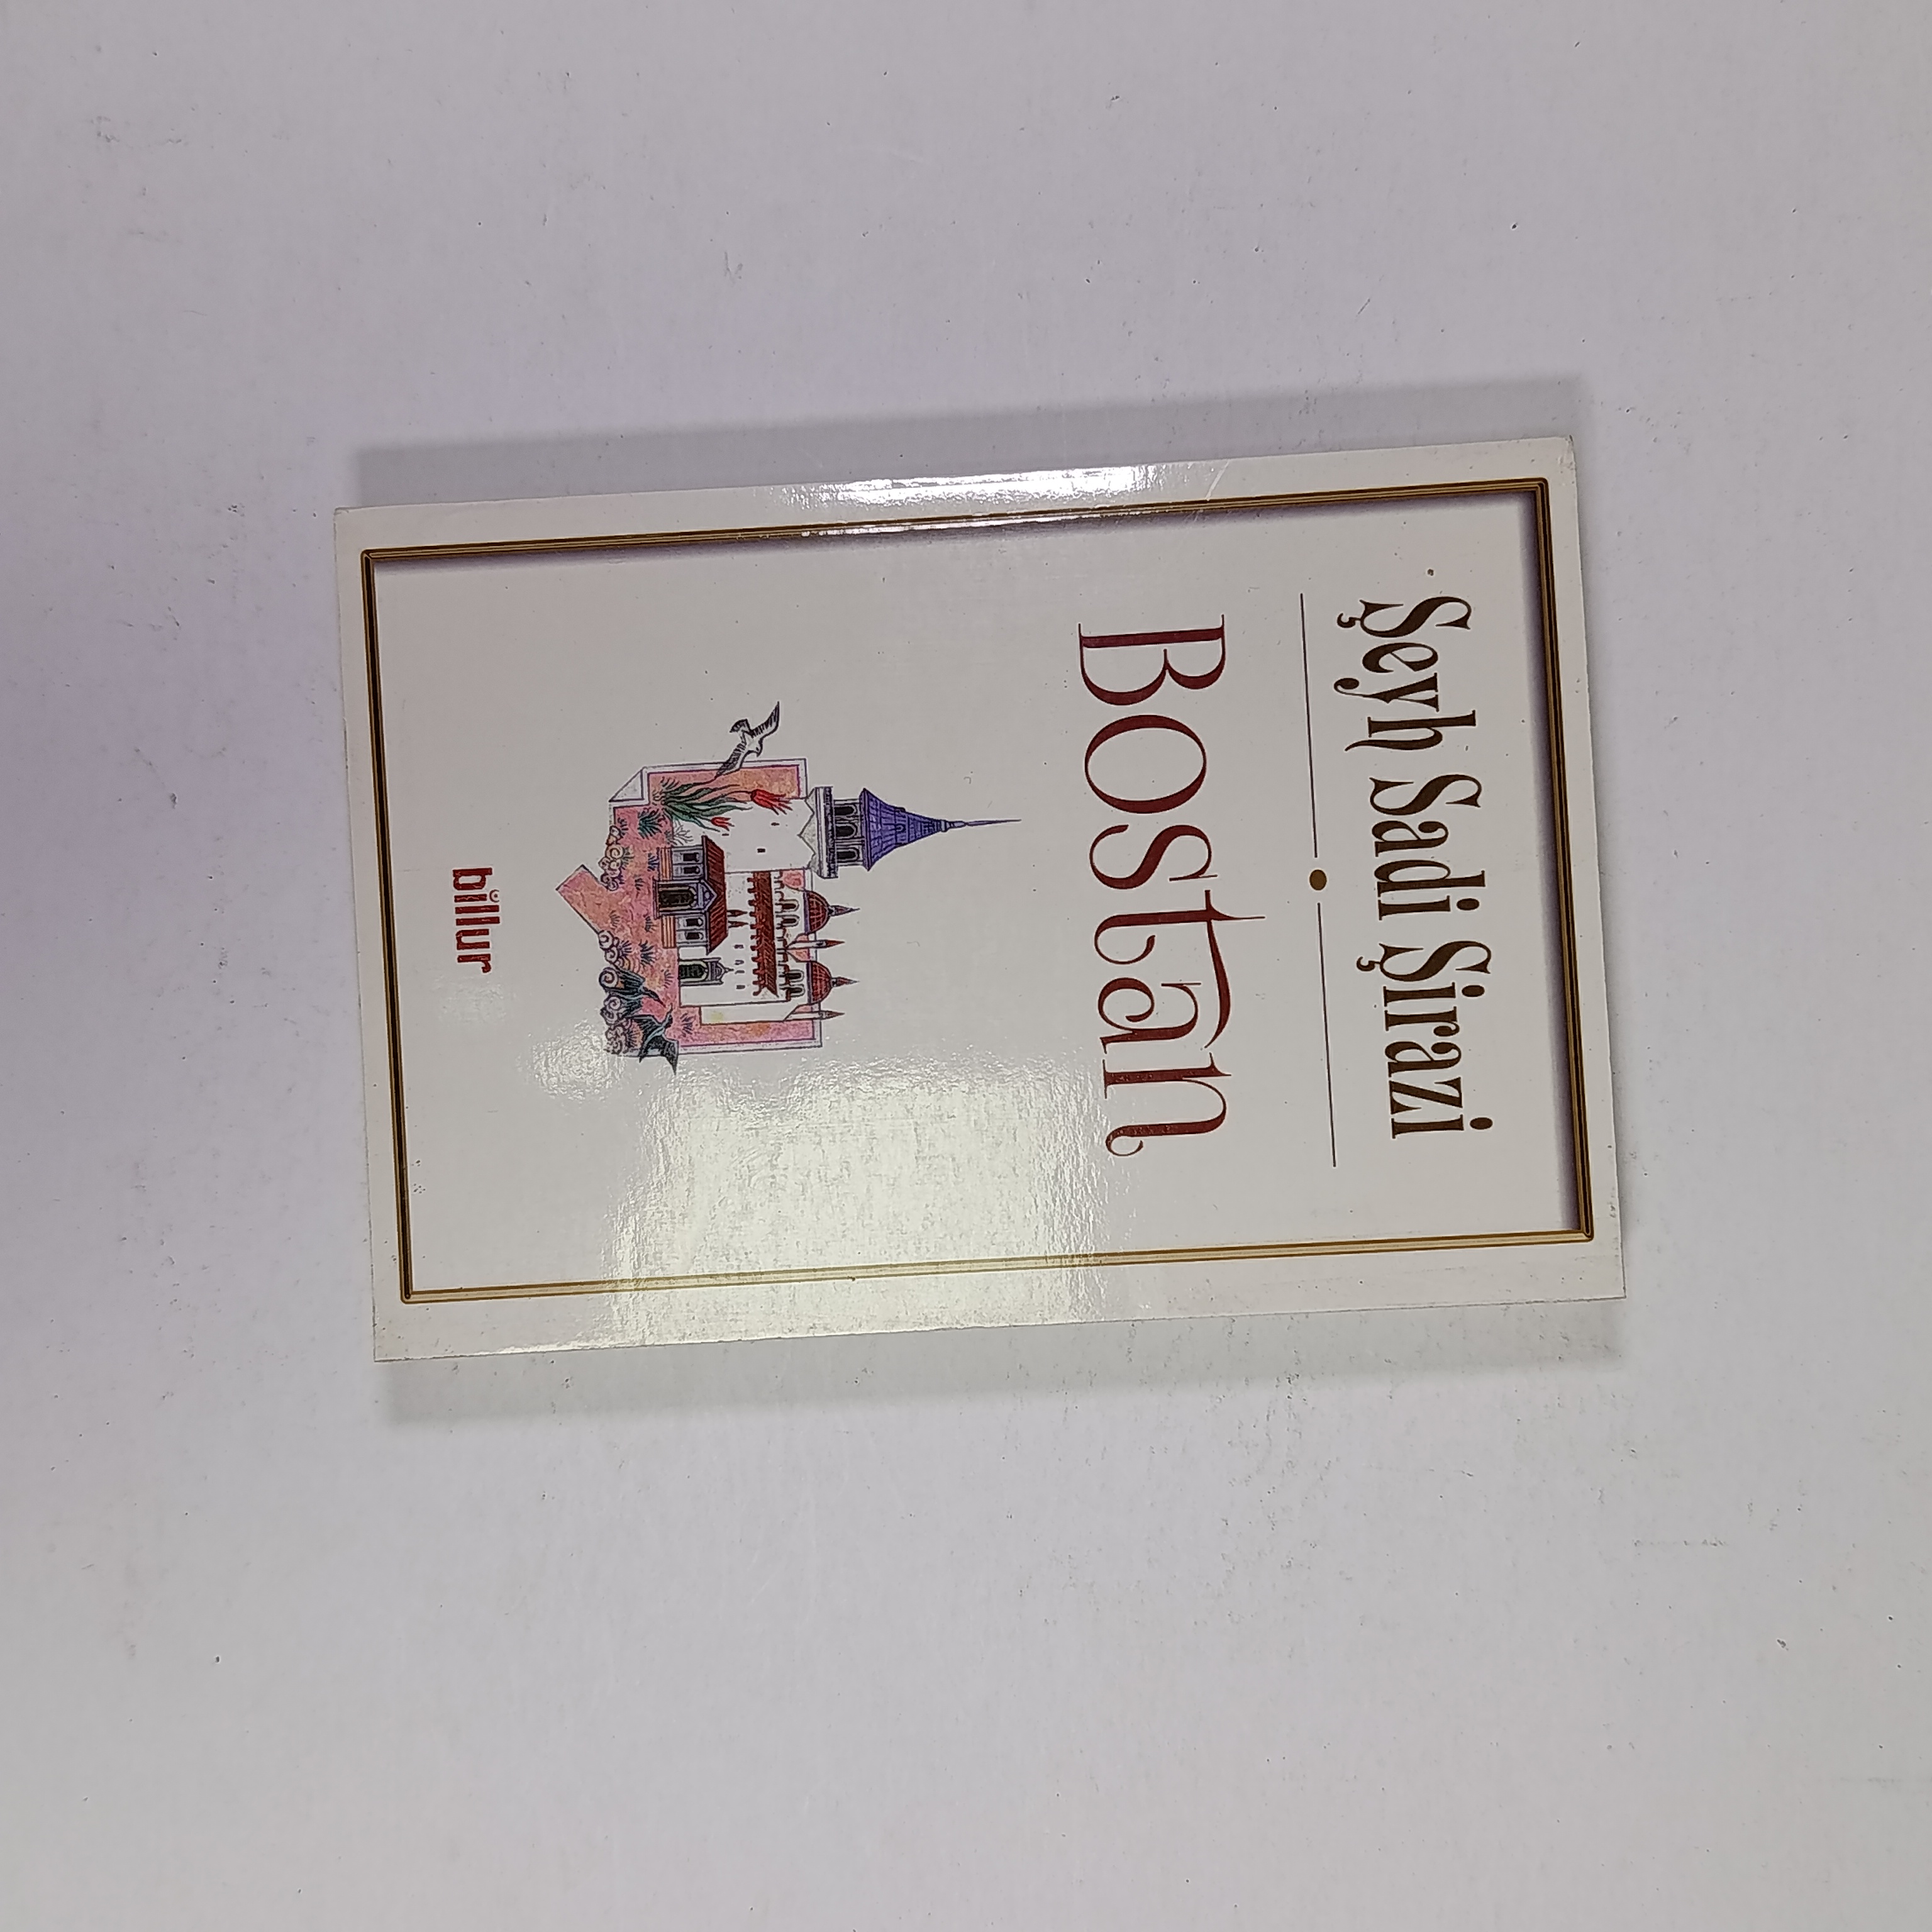 Şeyh Sadi Şirazi
Bostan
billur